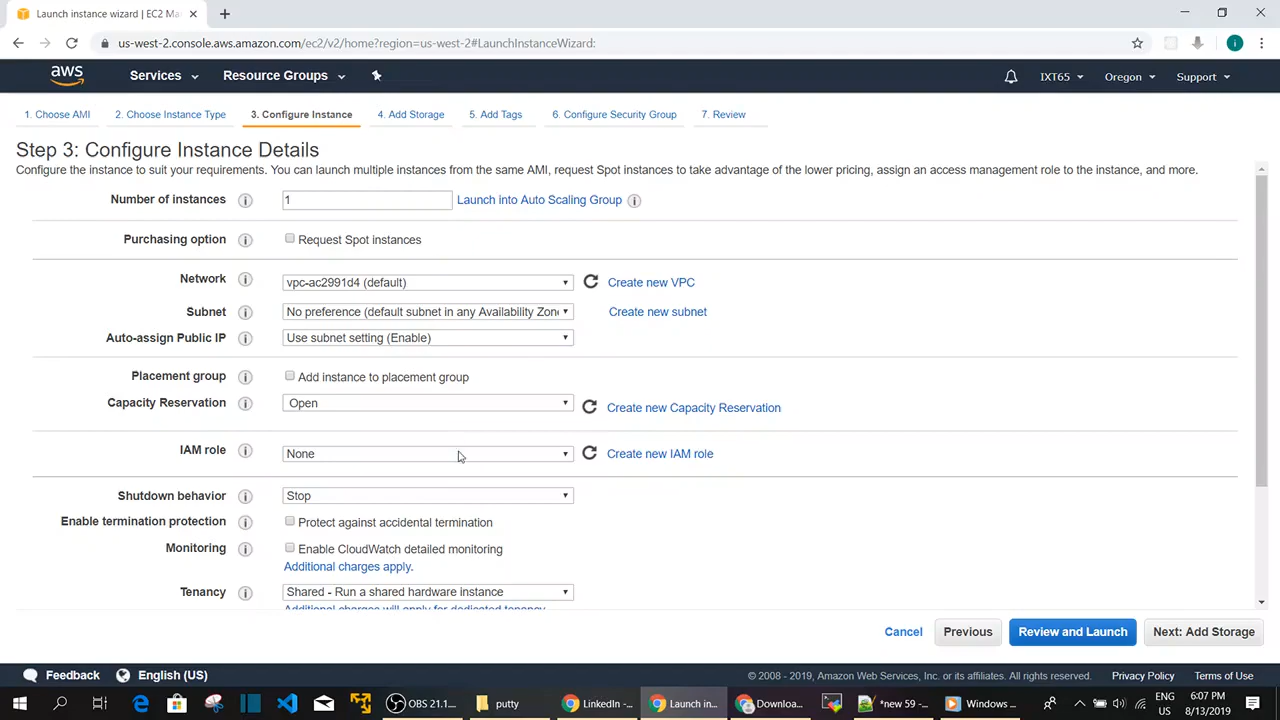 Launch instance wizard | EC2 Ma
us-west-2.console.aws.amazon.com/ec2/v2/home?region=us-west-2#LaunchInstanceWizard:
aws
Services
Resource Groups
IXT65
Oregon
Support
1. Choose AMI
2. Choose Instance Type
3. Configure Instance
4. Add Storage
5. Add Tags
6. Configure Security Group
7. Review
Step 3: Configure Instance Details
Configure the instance to suit your requirements. You can launch multiple instances from the same AMI, request Spot instances to take advantage of the lower pricing, assign an access management role to the instance, and more.
Number of instances
1
Launch into Auto Scaling Group
Purchasing option
Request Spot instances
Network
vpc-ac2991d4 (default)
Create new VPC
Subnet
No preference (default subnet in any Availability Zon
Create new subnet
Auto-assign Public IP
Use subnet setting (Enable)
Placement group
Add instance to placement group
Capacity Reservation
Open
Create new Capacity Reservation
IAM role
None
Create new IAM role
Shutdown behavior
Stop
Enable termination protection
Protect against accidental termination
Monitoring
Enable CloudWatch detailed monitoring
Additional charges apply.
Tenancy
Shared - Run a shared hardware instance
Additional charges will apply for dedicated tenancy.
Cancel
Previous
Review and Launch
Next: Add Storage
Feedback
English (US)
© 2008 - 2019, Amazon Web Services, Inc. or its affiliates. All rights reserved.
Privacy Policy
Terms of Use
OBS 21.1...
putty
LinkedIn -...
Launch in...
Downloa...
*new 59 -...
Windows ...
ENG
US
6:07 PM
8/13/2019